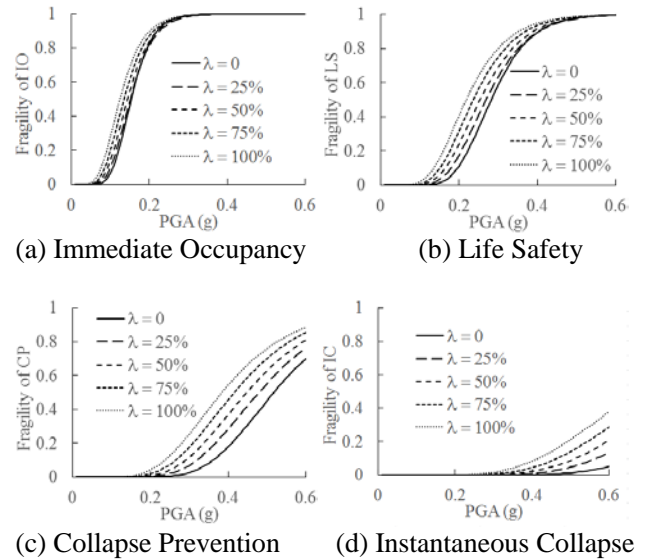 Fragility of IO
1
0.8
0.6
0.4
0.2
0
λ = 0
λ = 25%
λ = 50%
λ = 75%
λ = 100%
0.2
0.4
0.6
PGA (g)
(a) Immediate Occupancy
Fragility of LS
1
0.8
0.6
0.4
0.2
0
λ = 0
λ = 25%
λ = 50%
λ = 75%
λ = 100%
0
0.2
0.4
0.6
PGA (g)
(b) Life Safety
Fragility of CP
1
0.8
0.6
0.4
0.2
0
λ = 0
λ = 25%
λ = 50%
λ = 75%
λ = 100%
0
0.2
0.4
0.6
PGA (g)
(c) Collapse Prevention
Fragility of IC
1
0.8
0.6
0.4
0.2
0
λ = 0
λ = 25%
λ = 50%
λ = 75%
λ = 100%
0
0.2
0.4
0.6
PGA (g)
(d) Instantaneous Collapse